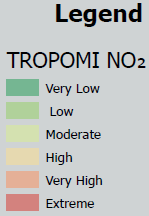 Legend
TROPOMI NO₂
Very Low
Low
Moderate
High
Very High
Extreme